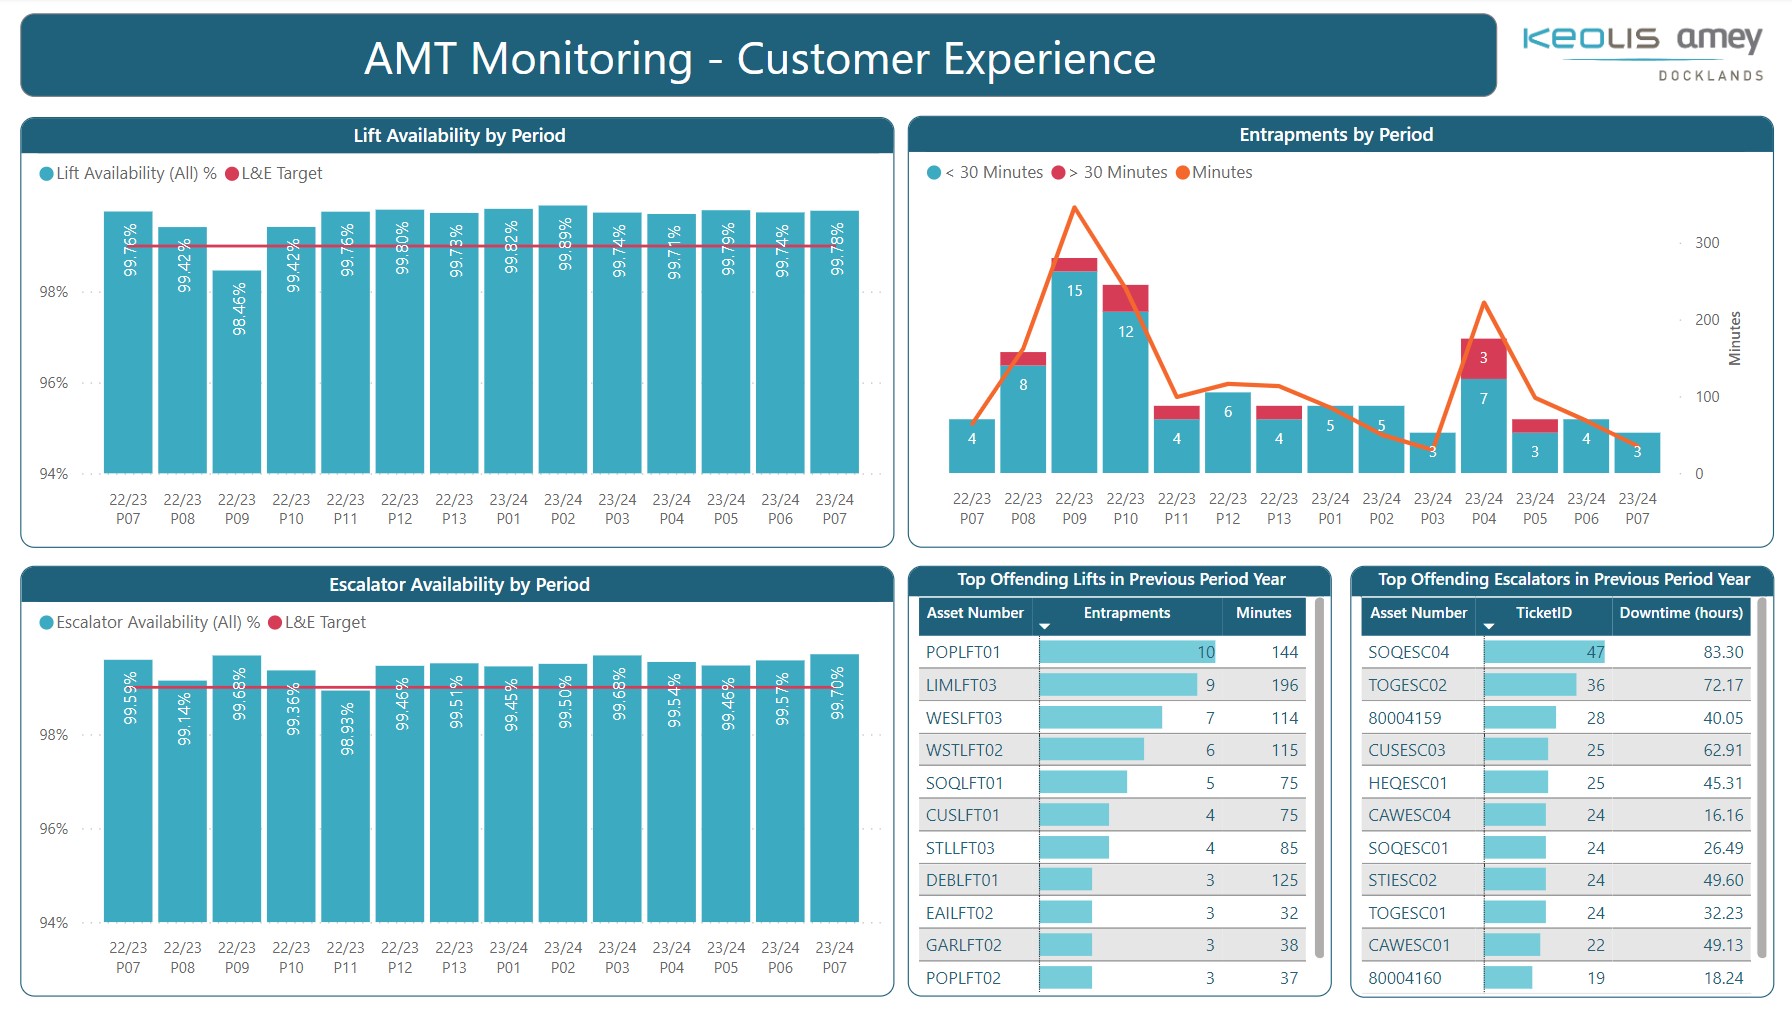 AMT Monitoring - Customer Experience
KEOLIS amey
DOCKLANDS
Lift Availability by Period
Lift Availability (All) % L&E Target
99.76% 99.42% 98.46% 99.42% 99.76% 99.80% 99.73% 99.82% 99.89% 99.74% 99.71% 99.79% 99.74% 99.78%
98%
96%
94%
22/23 22/23 22/23 22/23 22/23 22/23 22/23 23/24 23/24 23/24 23/24 23/24 23/24 23/24
P07 P08 P09 P10 P11 P12 P13 P01 P02 P03 P04 P05 P06 P07
Entrapments by Period
< 30 Minutes > 30 Minutes Minutes
4 8 15 12 4 6 4 5 5 3 3 7 3 4 3
300
200
100
0
Minutes
22/23 22/23 22/23 22/23 22/23 22/23 22/23 23/24 23/24 23/24 23/24 23/24 23/24 23/24
P07 P08 P09 P10 P11 P12 P13 P01 P02 P03 P04 P05 P06 P07
Escalator Availability by Period
Escalator Availability (All) % L&E Target
99.59% 99.14% 99.68% 99.36% 98.93% 99.46% 99.51% 99.45% 99.50% 99.68% 99.54% 99.46% 99.57% 99.70%
98%
96%
94%
22/23 22/23 22/23 22/23 22/23 22/23 22/23 23/24 23/24 23/24 23/24 23/24 23/24 23/24
P07 P08 P09 P10 P11 P12 P13 P01 P02 P03 P04 P05 P06 P07
Top Offending Lifts in Previous Period Year
Asset Number Entrapments Minutes
POPLFT01 10 144
LIMLFT03 9 196
WESLFT03 7 114
WSTLFT02 6 115
SOQLFT01 5 75
CUSLFT01 4 75
STLLFT03 4 85
DEBLFT01 3 125
EAILFT02 3 32
GARLFT02 3 38
POPLFT02 3 37
Top Offending Escalators in Previous Period Year
Asset Number TicketID Downtime (hours)
SOQESC04 47 83.30
TOGESC02 36 72.17
80004159 28 40.05
CUSESC03 25 62.91
HEQESC01 25 45.31
CAWESC04 24 16.16
SOQESC01 24 26.49
STIESC02 24 49.60
TOGESC01 24 32.23
CAWESC01 22 49.13
80004160 19 18.24